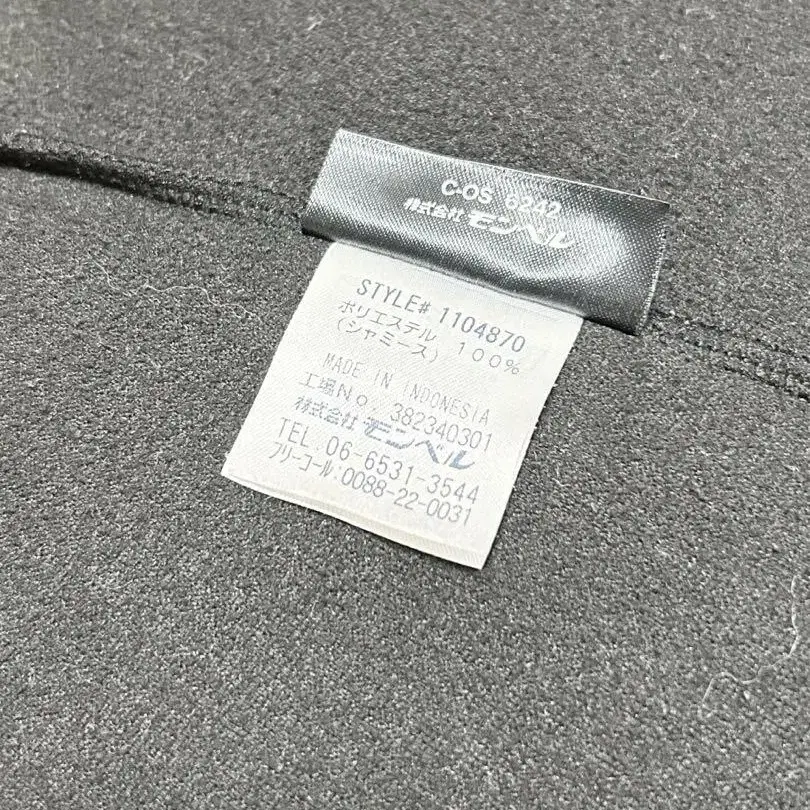 C-OS 6242
株式会社 モンベル
STYLE# 1104870
ポリエステル 100%
(シャミース)
MADE IN INDONESIA
工場No. 382340301
株式会社 モンベル
TEL. 06-6531-3544
フリーコール:0088-22-0031